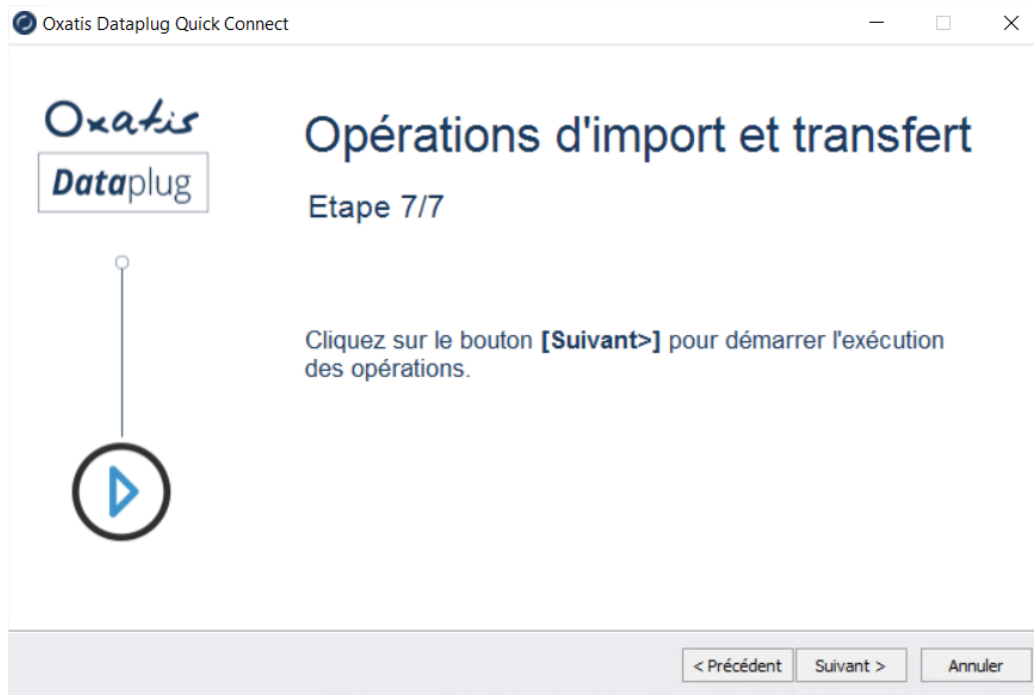 Oxatis Dataplug Quick Connect
Oxatis
Dataplug
Opérations d'import et transfert
Etape 7/7
Cliquez sur le bouton [Suivant>] pour démarrer l'exécution
des opérations.
< Précédent
Suivant >
Annuler